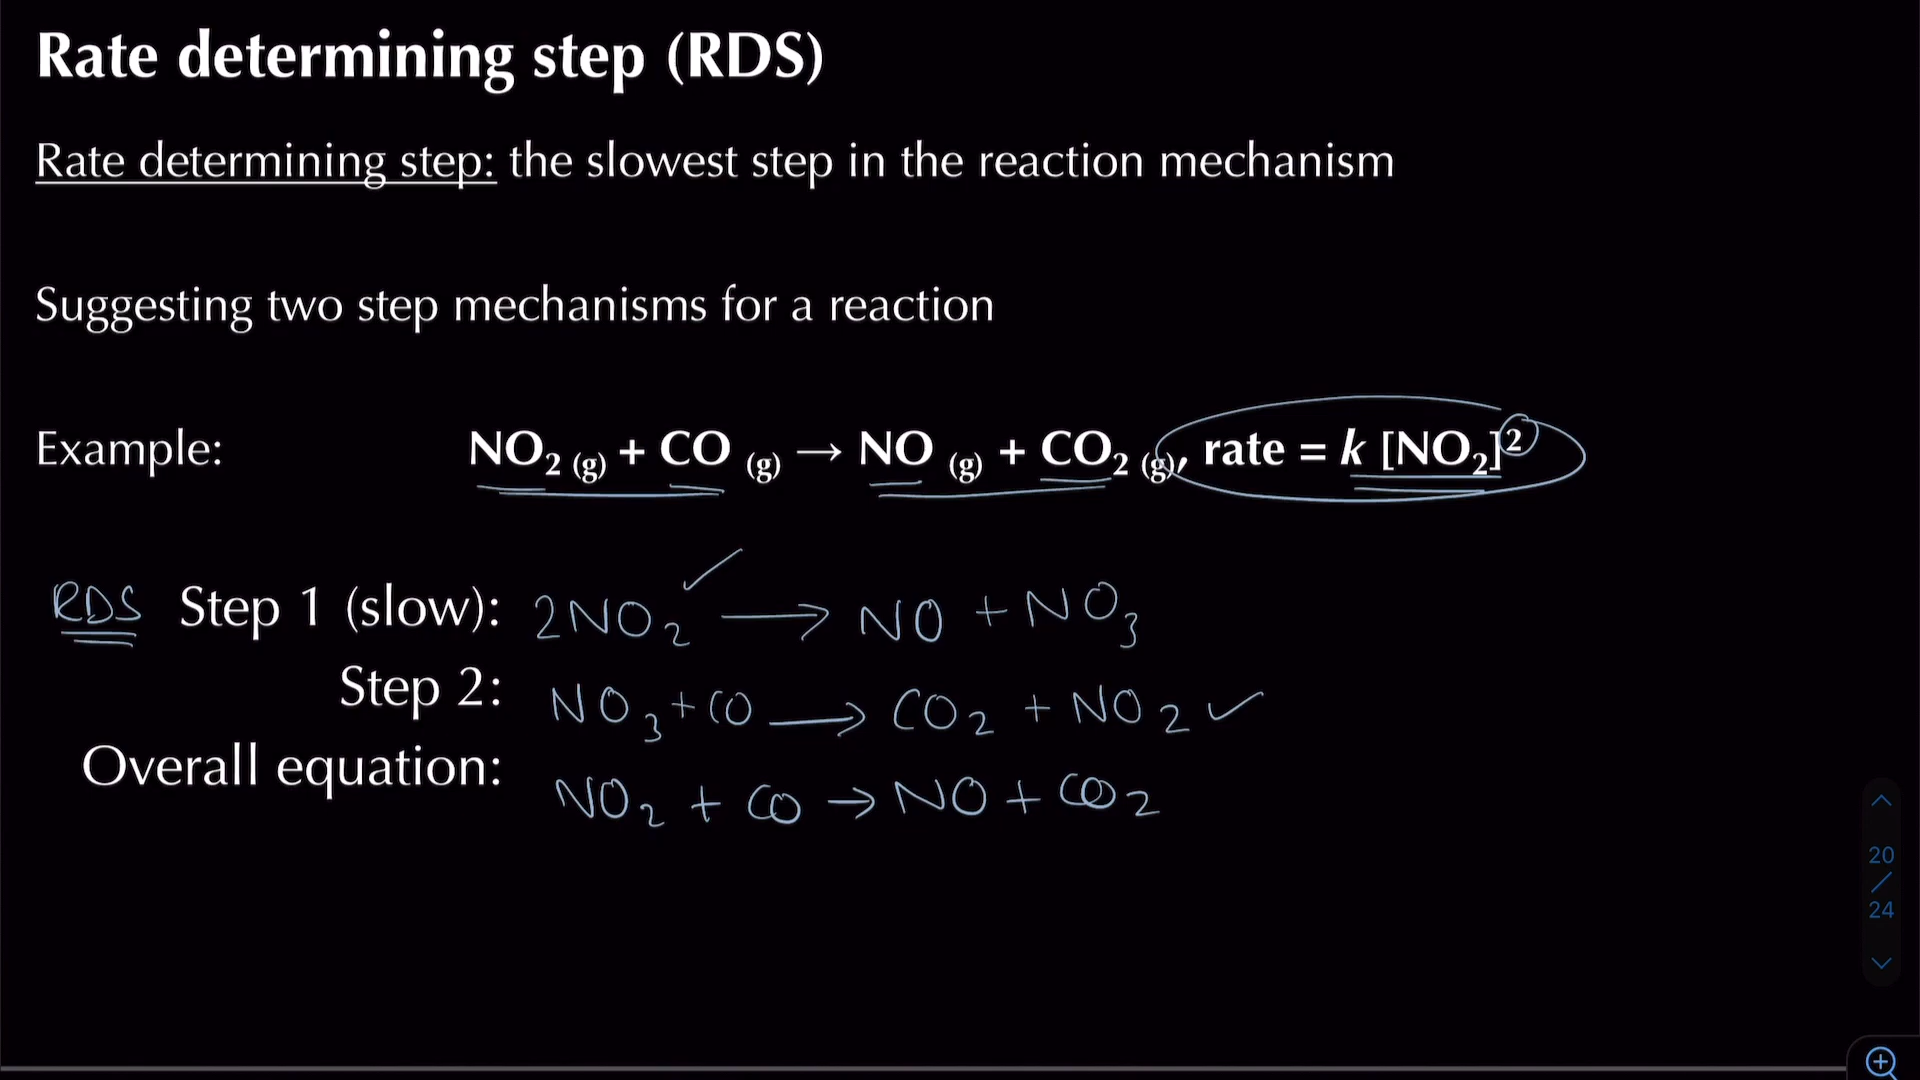 Rate determining step (RDS)
Rate determining step: the slowest step in the reaction mechanism
Suggesting two step mechanisms for a reaction
Example: NO₂ (g) + CO (g) → NO (g) + CO₂ (g), rate = k [NO₂]²
RDS Step 1 (slow): 2NO₂ → NO + NO₃
Step 2: NO₃ + CO → CO₂ + NO₂
Overall equation: NO₂ + CO → NO + CO₂
20
/
24